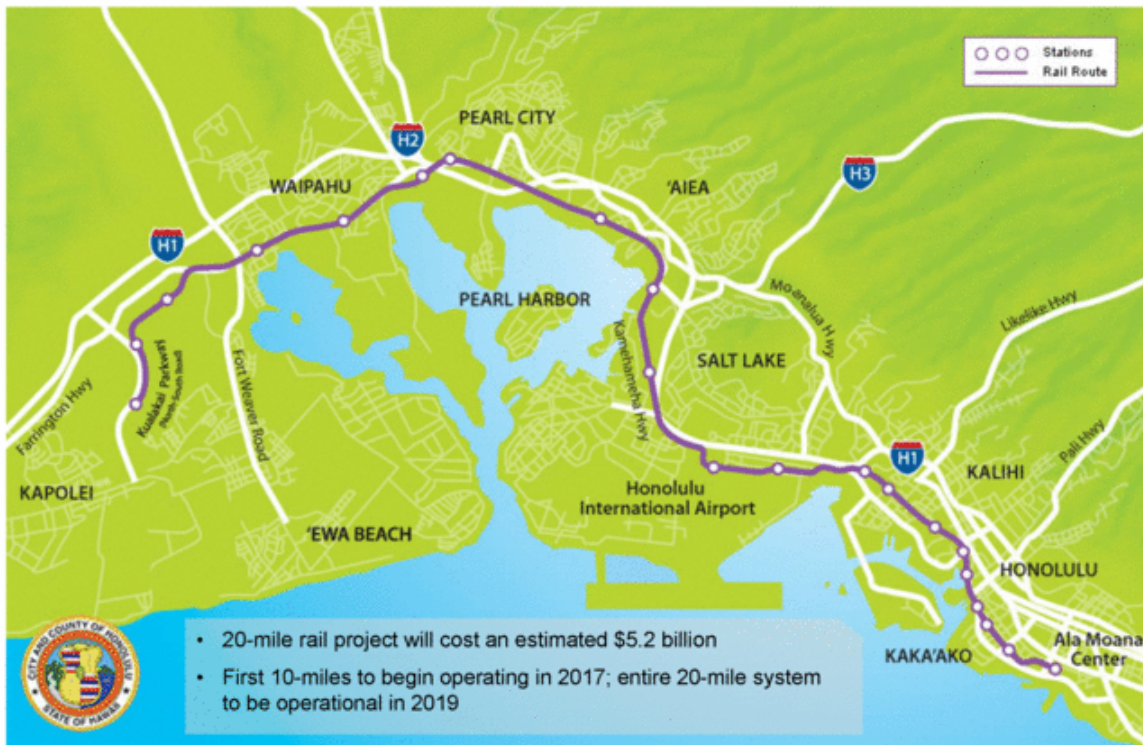 Stations
Rail Route
PEARL CITY
H2
'AIEA
H3
WAIPAHU
H1
PEARL HARBOR
Moanalua Hwy
Likelike Hwy
SALT LAKE
Kamehameha Hwy
Kualakai Parkway
(North-South Road)
Fort Weaver Road
Farrington Hwy
Pali Hwy
H1
KALIHI
KAPOLEI
Honolulu
International Airport
'EWA BEACH
HONOLULU
KAKA'AKO
Ala Moana
Center
CITY AND COUNTY OF HONOLULU
STATE OF HAWAII
• 20-mile rail project will cost an estimated $5.2 billion
• First 10-miles to begin operating in 2017; entire 20-mile system
to be operational in 2019